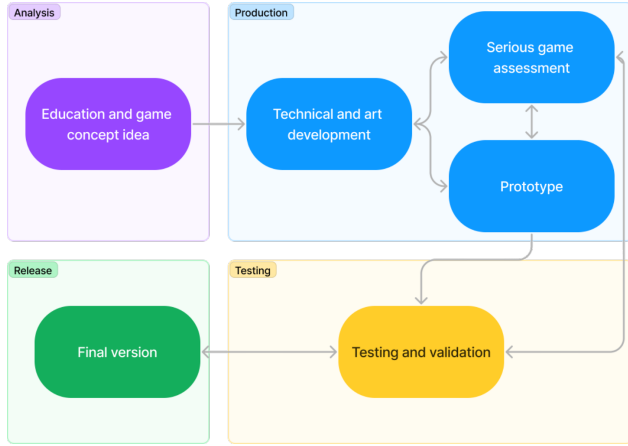 Analysis
Education and game
concept idea
Production
Technical and art
development
Serious game
assessment
Prototype
Release
Final version
Testing
Testing and validation